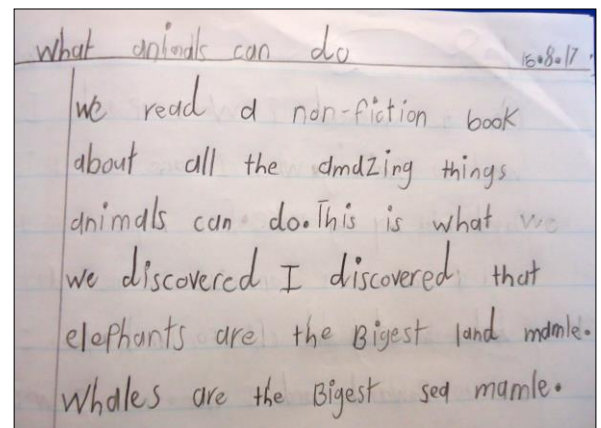 what animals can do 16.8.17
we read a non-fiction book
about all the amazing things
animals can do. This is what we
we discovered I discovered that
elephants are the Bigest land mamle.
Whales are the Bigest sea mamle.